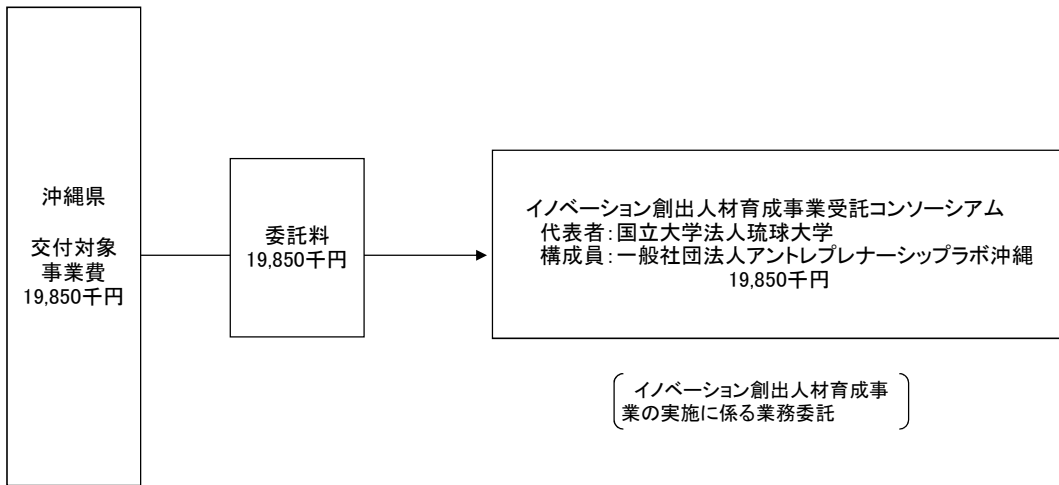 沖縄県
交付対象
事業費
19,850千円
委託料
19,850千円
イノベーション創出人材育成事業受託コンソーシアム
代表者：国立大学法人琉球大学
構成員：一般社団法人アントレプレナーシップラボ沖縄
19,850千円
イノベーション創出人材育成事
業の実施に係る業務委託